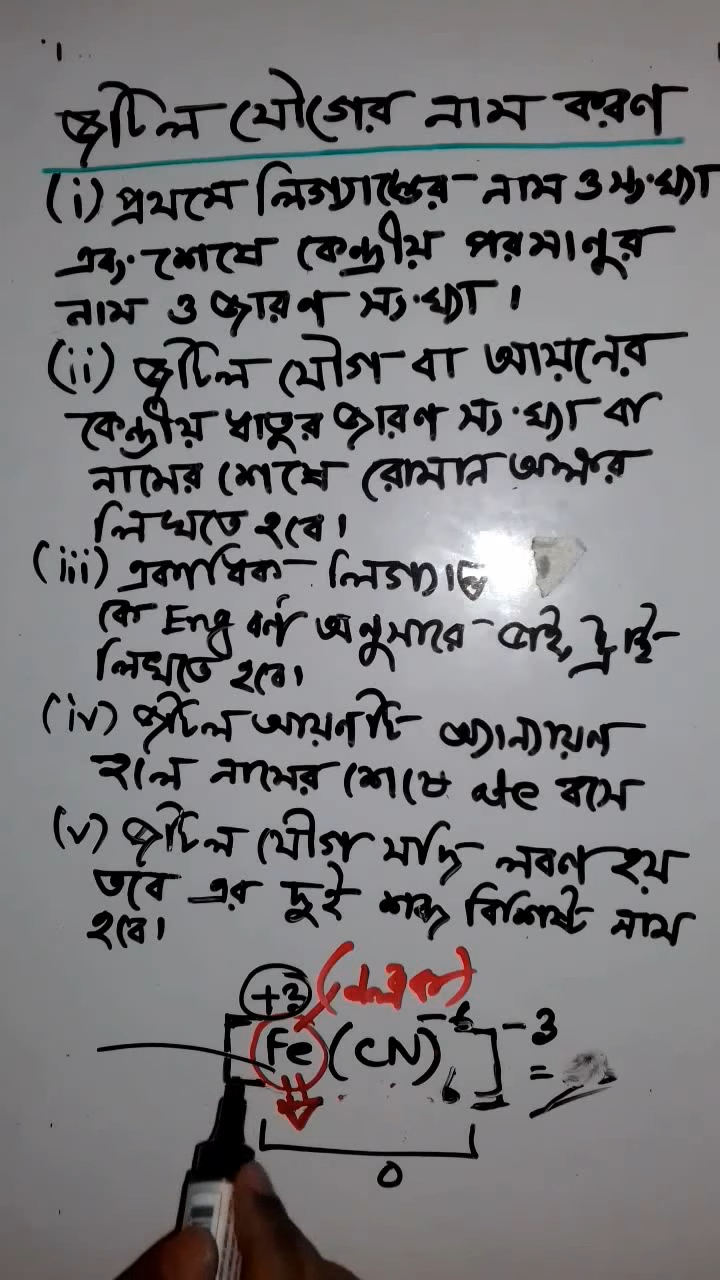 জটিল যৌগের নাম করণ
(i) প্রথমে লিগ্যান্ডের নাম ও সংখ্যা
এবং শেষে কেন্দ্রীয় পরমানুর
নাম ও জারণ সংখ্যা।
(ii) জটিল যৌগ বা আয়নের
কেন্দ্রীয় ধাতুর জারণ সংখ্যা বা
নামের শেষে রোমান অক্ষরে
লিখতে হবে।
(iii) একাধিক লিগ্যান্ড
কে Eng বর্ণ অনুসারে ডাই, ট্রাই
লিখতে হবে।
(iv) জটিল আয়ণটি অ্যানায়ন
হলে নামের শেষে ate বসে
(v) জটিল যৌগ যদি লবণ হয়
তবে এর দুই শব্দ বিশিষ্ট নাম
হবে।
+3
[Fe(CN)6]-3 =
0